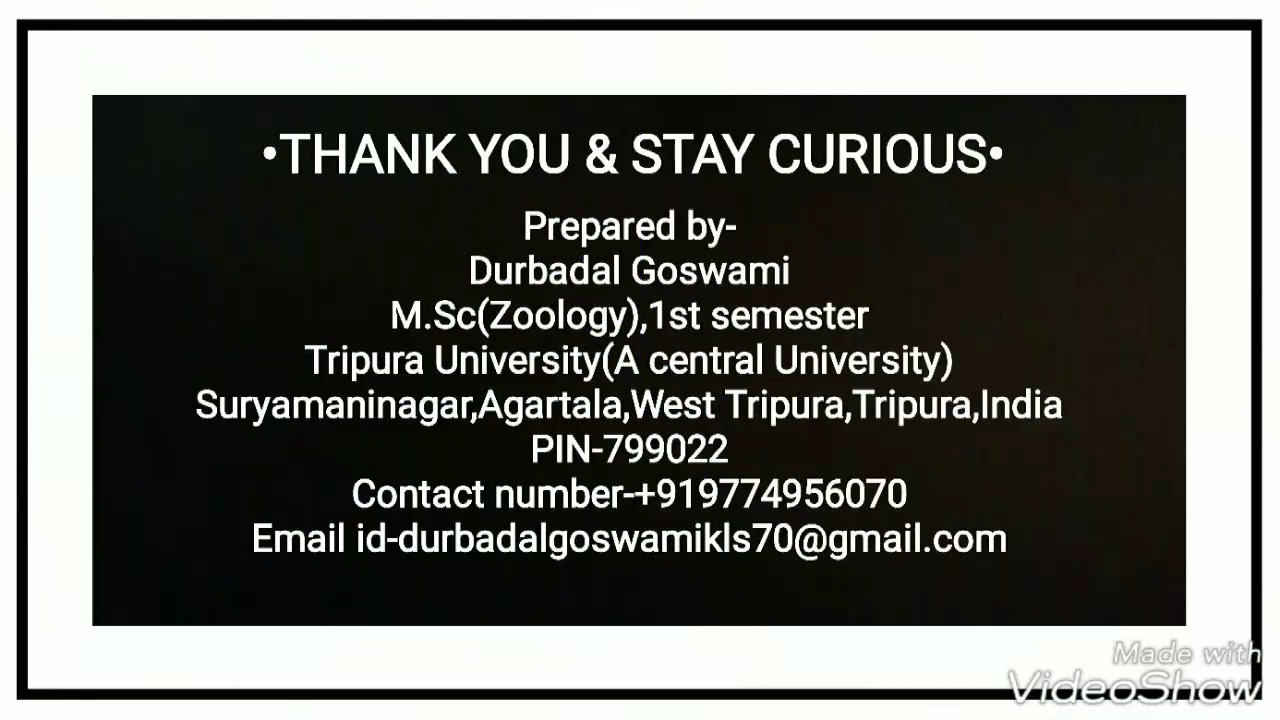 •THANK YOU & STAY CURIOUS•
Prepared by-
Durbadal Goswami
M.Sc(Zoology),1st semester
Tripura University(A central University)
Suryamaninagar,Agartala,West Tripura,Tripura,India
PIN-799022
Contact number-+919774956070
Email id-durbadalgoswamikls70@gmail.com
Made with
VideoShow